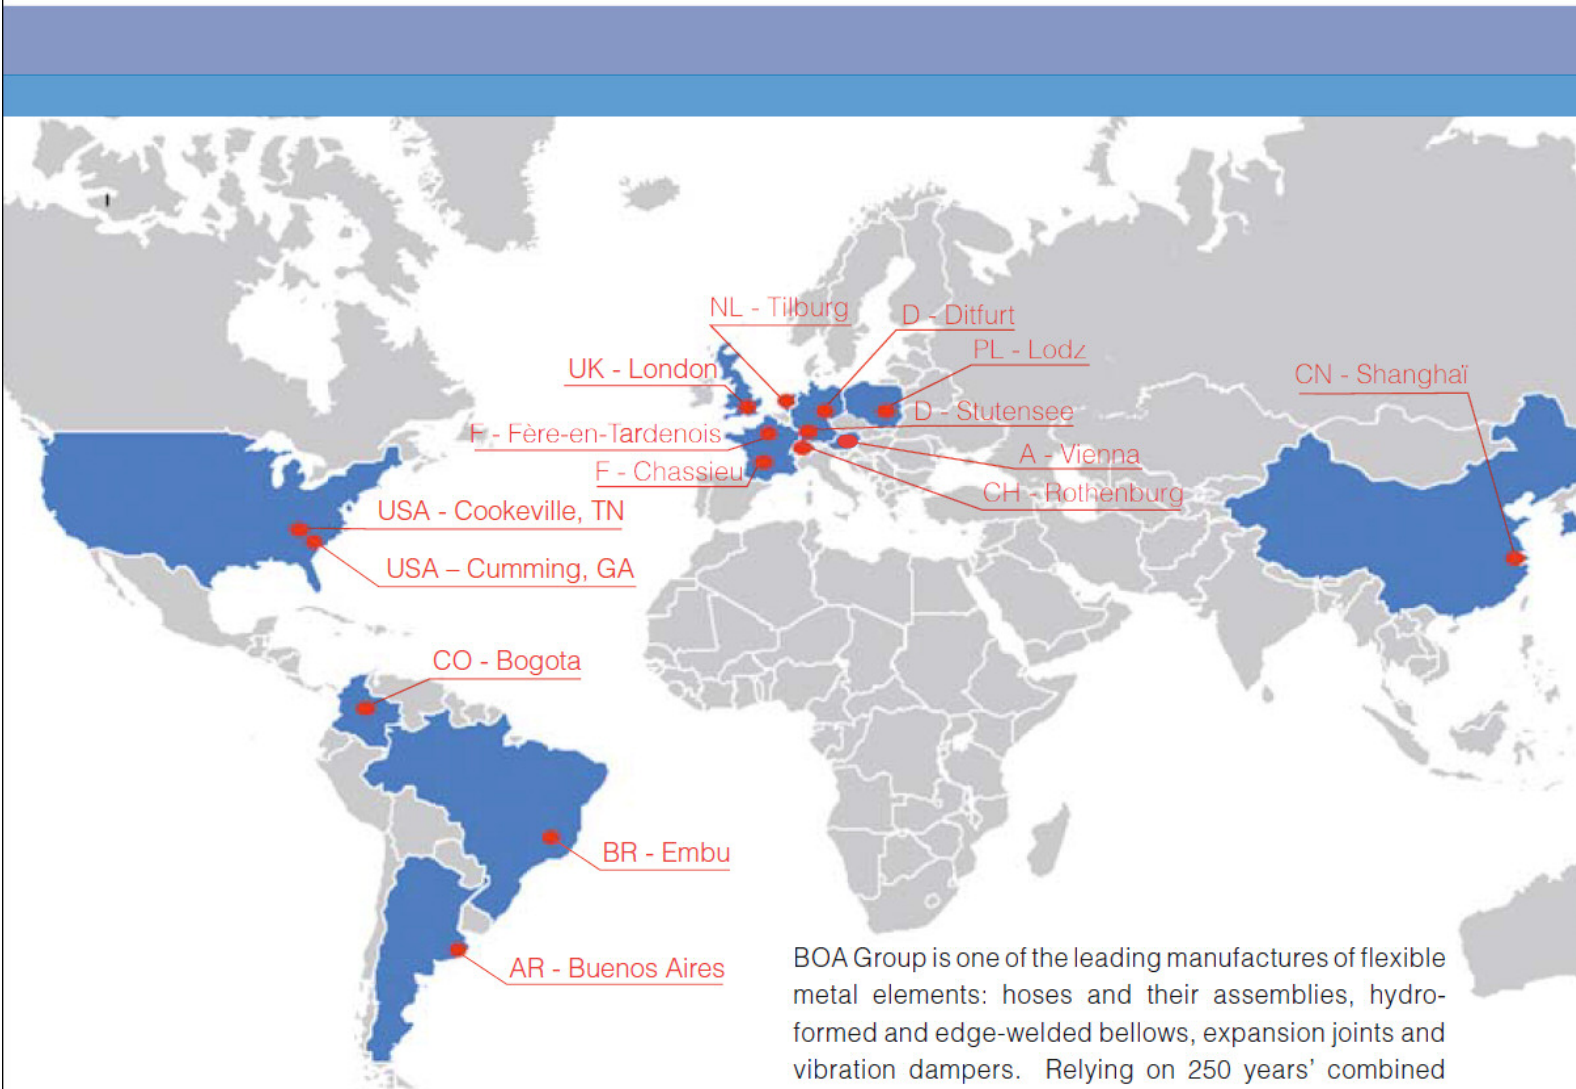 NL - Tilburg
D - Ditfurt
PL - Lodz
UK - London
CN - Shanghaï
D - Stutensee
F - Fère-en-Tardenois
A - Vienna
F - Chassieu
CH - Rothenburg
USA - Cookeville, TN
USA – Cumming, GA
CO - Bogota
BR - Embu
AR - Buenos Aires
BOA Group is one of the leading manufactures of flexible
metal elements: hoses and their assemblies, hydro-
formed and edge-welded bellows, expansion joints and
vibration dampers. Relying on 250 years’ combined